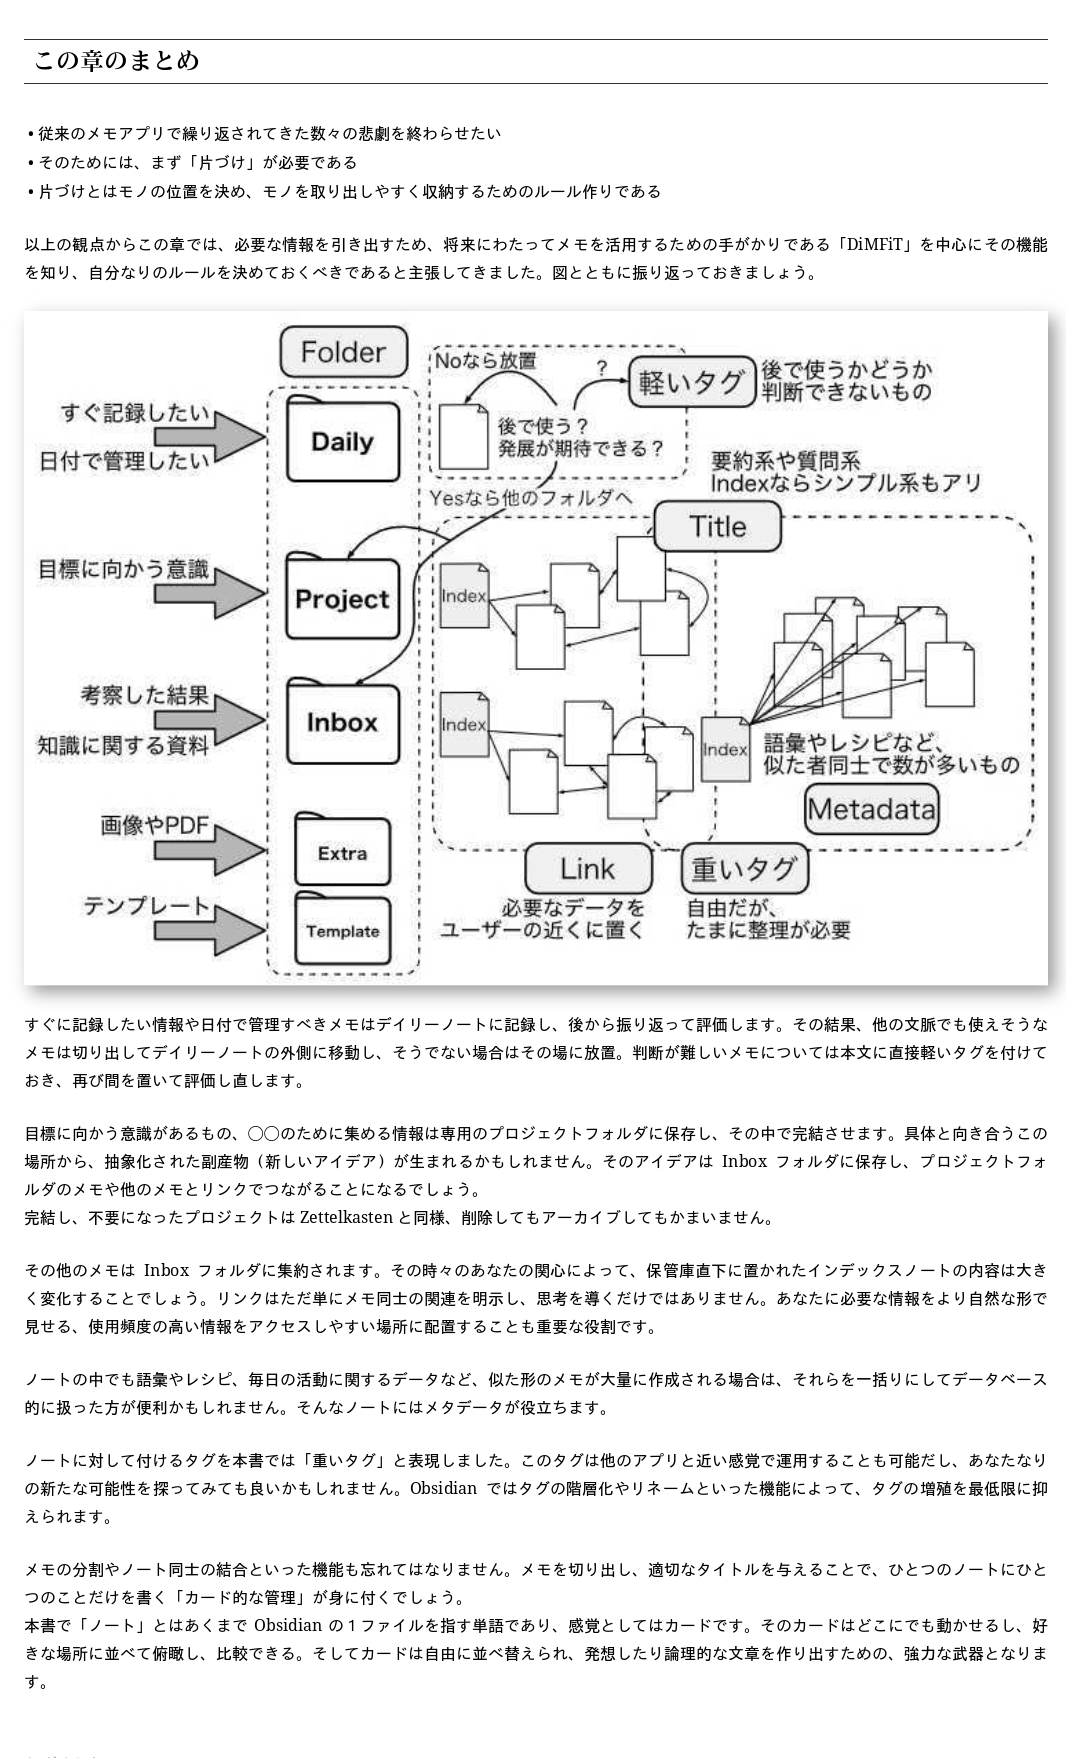 この章のまとめ
• 従来のメモアプリで繰り返されてきた数々の悲劇を終わらせたい
• そのためには、まず「片づけ」が必要である
• 片づけとはモノの位置を決め、モノを取り出しやすく収納するためのルール作りである
以上の観点からこの章では、必要な情報を引き出すため、将来にわたってメモを活用するための手がかりである「DiMFiT」を中心にその機能
を知り、自分なりのルールを決めておくべきであると主張してきました。図とともに振り返っておきましょう。
Folder
すぐ記録したい
日付で管理したい
Daily
Noなら放置
?
後で使う？
発展が期待できる？
軽いタグ
後で使うかどうか
判断できないもの
Yesなら他のフォルダへ
要約系や質問系
Indexならシンプル系もアリ
Title
目標に向かう意識
Project
Index
考察した結果
知識に関する資料
Inbox
Index
Index
語彙やレシピなど、
似た者同士で数が多いもの
Metadata
画像やPDF
Extra
テンプレート
Template
Link
必要なデータを
ユーザーの近くに置く
重いタグ
自由だが、
たまに整理が必要
すぐに記録したい情報や日付で管理すべきメモはデイリーノートに記録し、後から振り返って評価します。その結果、他の文脈でも使えそうな
メモは切り出してデイリーノートの外側に移動し、そうでない場合はその場に放置。判断が難しいメモについては本文に直接軽いタグを付けて
おき、再び間を置いて評価し直します。
目標に向かう意識があるもの、◯◯のために集める情報は専用のプロジェクトフォルダに保存し、その中で完結させます。具体と向き合うこの
場所から、抽象化された副産物（新しいアイデア）が生まれるかもしれません。そのアイデアは Inbox フォルダに保存し、プロジェクトフォ
ルダのメモや他のメモとリンクでつながることになるでしょう。
完結し、不要になったプロジェクトは Zettelkasten と同様、削除してもアーカイブしてもかまいません。
その他のメモは Inbox フォルダに集約されます。その時々のあなたの関心によって、保管庫直下に置かれたインデックスノートの内容は大き
く変化することでしょう。リンクはただ単にメモ同士の関連を明示し、思考を導くだけではありません。あなたに必要な情報をより自然な形で
見せる、使用頻度の高い情報をアクセスしやすい場所に配置することも重要な役割です。
ノートの中でも語彙やレシピ、毎日の活動に関するデータなど、似た形のメモが大量に作成される場合は、それらを一括りにしてデータベース
的に扱った方が便利かもしれません。そんなノートにはメタデータが役立ちます。
ノートに対して付けるタグを本書では「重いタグ」と表現しました。このタグは他のアプリと近い感覚で運用することも可能だし、あなたなり
の新たな可能性を探ってみても良いかもしれません。Obsidian ではタグの階層化やリネームといった機能によって、タグの増殖を最低限に抑
えられます。
メモの分割やノート同士の結合といった機能も忘れてはなりません。メモを切り出し、適切なタイトルを与えることで、ひとつのノートにひと
つのことだけを書く「カード的な管理」が身に付くでしょう。
本書で「ノート」とはあくまで Obsidian の１ファイルを指す単語であり、感覚としてはカードです。そのカードはどこにでも動かせるし、好
きな場所に並べて俯瞰し、比較できる。そしてカードは自由に並べ替えられ、発想したり論理的な文章を作り出すための、強力な武器となりま
す。